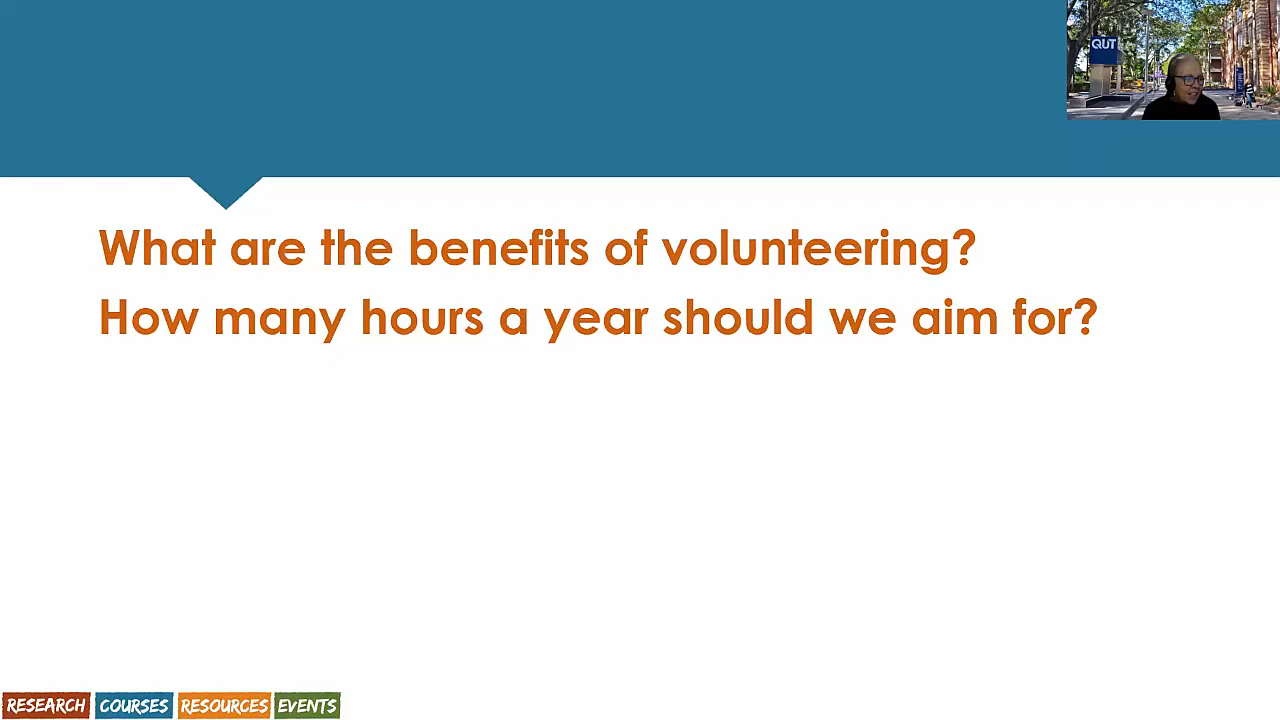 QUT
What are the benefits of volunteering?
How many hours a year should we aim for?
RESEARCH COURSES RESOURCES EVENTS